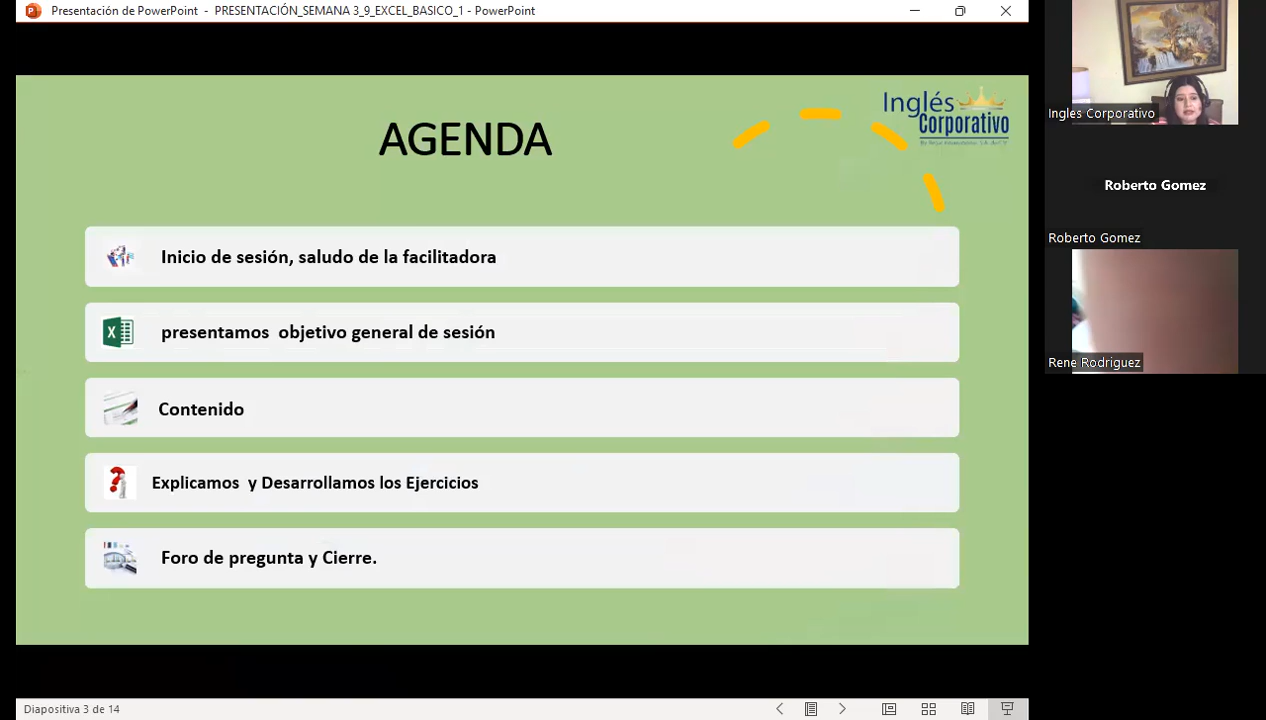 Presentación de PowerPoint - PRESENTACIÓN_SEMANA 3_9_EXCEL_BASICO_1 - PowerPoint
AGENDA
Inglés
Corporativo
Inicio de sesión, saludo de la facilitadora
presentamos objetivo general de sesión
Contenido
Explicamos y Desarrollamos los Ejercicios
Foro de pregunta y Cierre.
Diapositiva 3 de 14
Ingles Corporativo
Roberto Gomez
Roberto Gomez
Rene Rodriguez